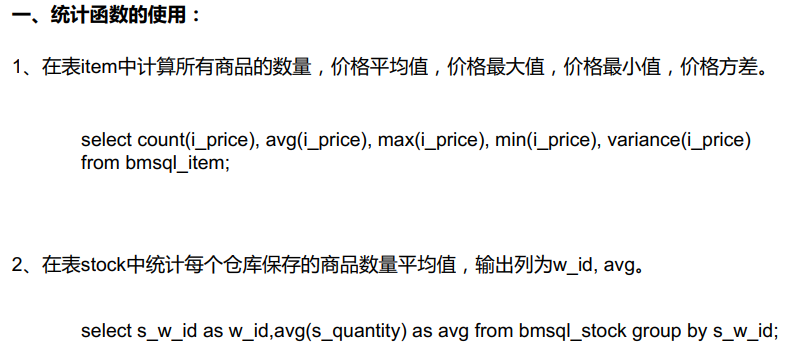 一、统计函数的使用：
1、在表item中计算所有商品的数量，价格平均值，价格最大值，价格最小值，价格方差。
select count(i_price), avg(i_price), max(i_price), min(i_price), variance(i_price)
from bmsql_item;
2、在表stock中统计每个仓库保存的商品数量平均值，输出列为w_id, avg。
select s_w_id as w_id,avg(s_quantity) as avg from bmsql_stock group by s_w_id;